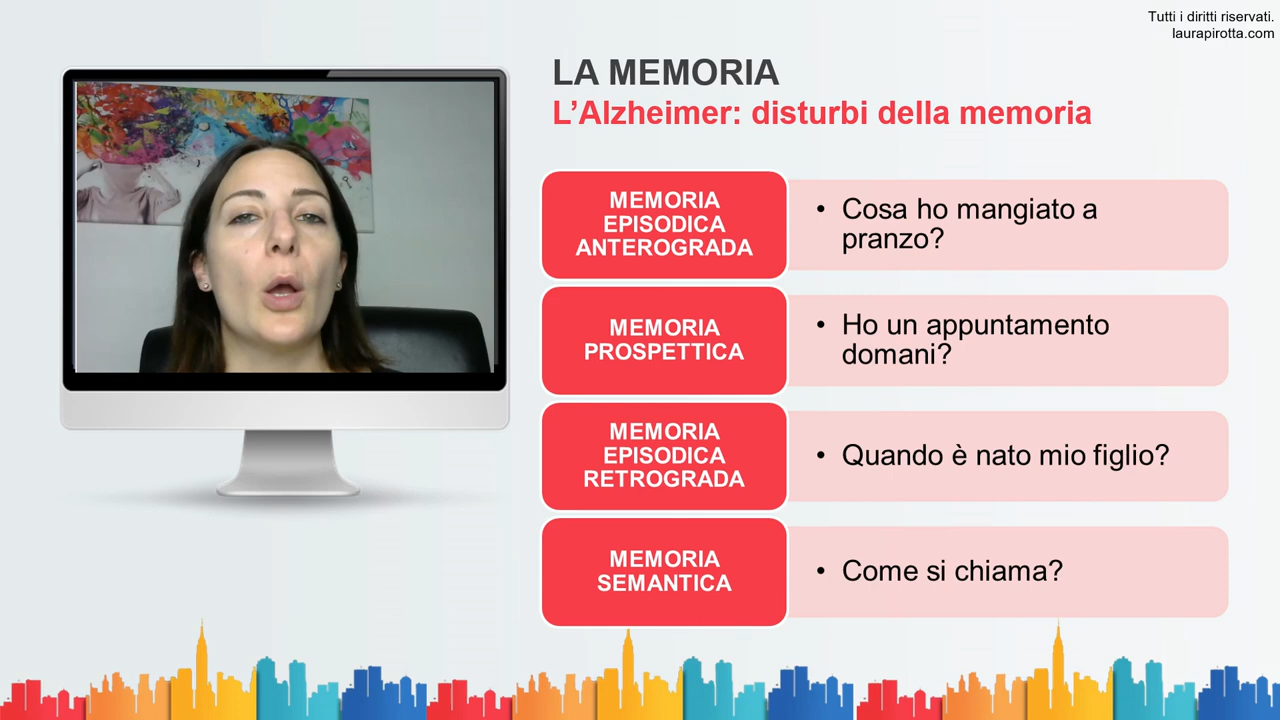 Tutti i diritti riservati.
laurapirotta.com
LA MEMORIA
L’Alzheimer: disturbi della memoria
MEMORIA
EPISODICA
ANTEROGRADA
• Cosa ho mangiato a
pranzo?
MEMORIA
PROSPETTICA
• Ho un appuntamento
domani?
MEMORIA
EPISODICA
RETROGRADA
• Quando è nato mio figlio?
MEMORIA
SEMANTICA
• Come si chiama?